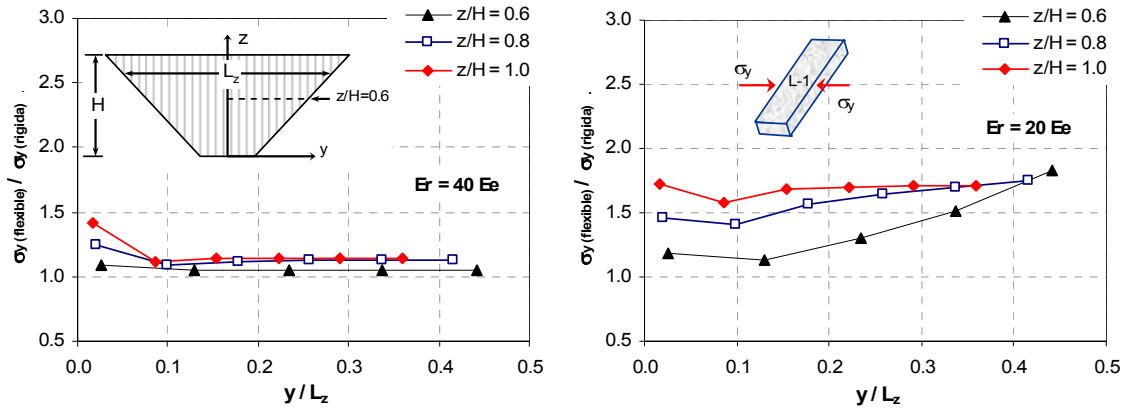 3.0
2.5
2.0
1.5
1.0
0.5
σy (flexible) / σy (rigida) .
z/H = 0.6
z/H = 0.8
z/H = 1.0
z
Lz
H
z/H=0.6
y
Er = 40 Ee
0.0 0.1 0.2 0.3 0.4 0.5
y / Lz
3.0
2.5
2.0
1.5
1.0
0.5
σy (flexible) / σy (rigida) .
z/H = 0.6
z/H = 0.8
z/H = 1.0
σy
L-1
σy
Er = 20 Ee
0.0 0.1 0.2 0.3 0.4 0.5
y / Lz